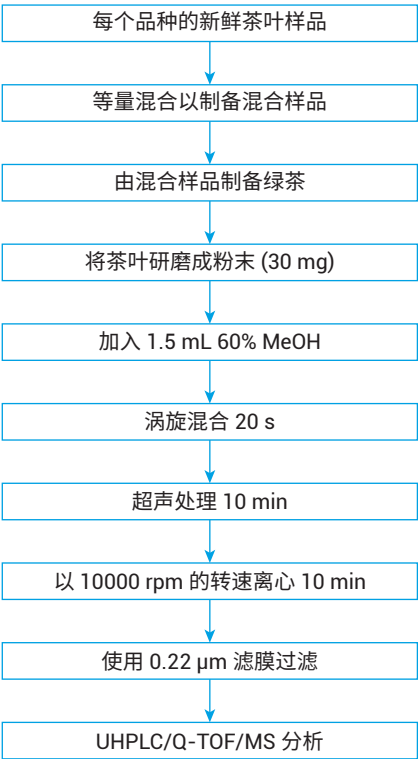 每个品种的新鲜茶叶样品
等量混合以制备混合样品
由混合样品制备绿茶
将茶叶研磨成粉末 (30 mg)
加入 1.5 mL 60% MeOH
涡旋混合 20 s
超声处理 10 min
以 10000 rpm 的转速离心 10 min
使用 0.22 µm 滤膜过滤
UHPLC/Q-TOF/MS 分析